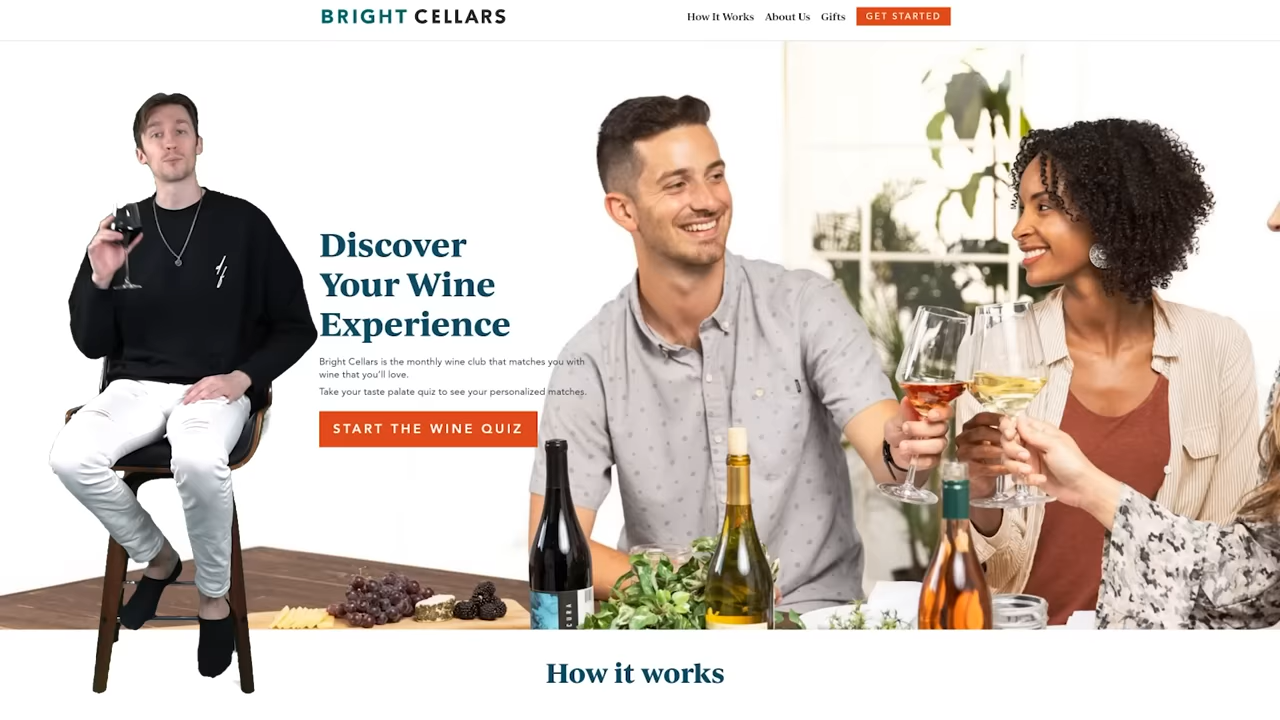 BRIGHT CELLARS
How It Works About Us Gifts GET STARTED
Discover
Your Wine
Experience
Bright Cellars is the monthly wine club that matches you with
wine that you'll love.
Take your taste palate quiz to see your personalized matches.
START THE WINE QUIZ
How it works